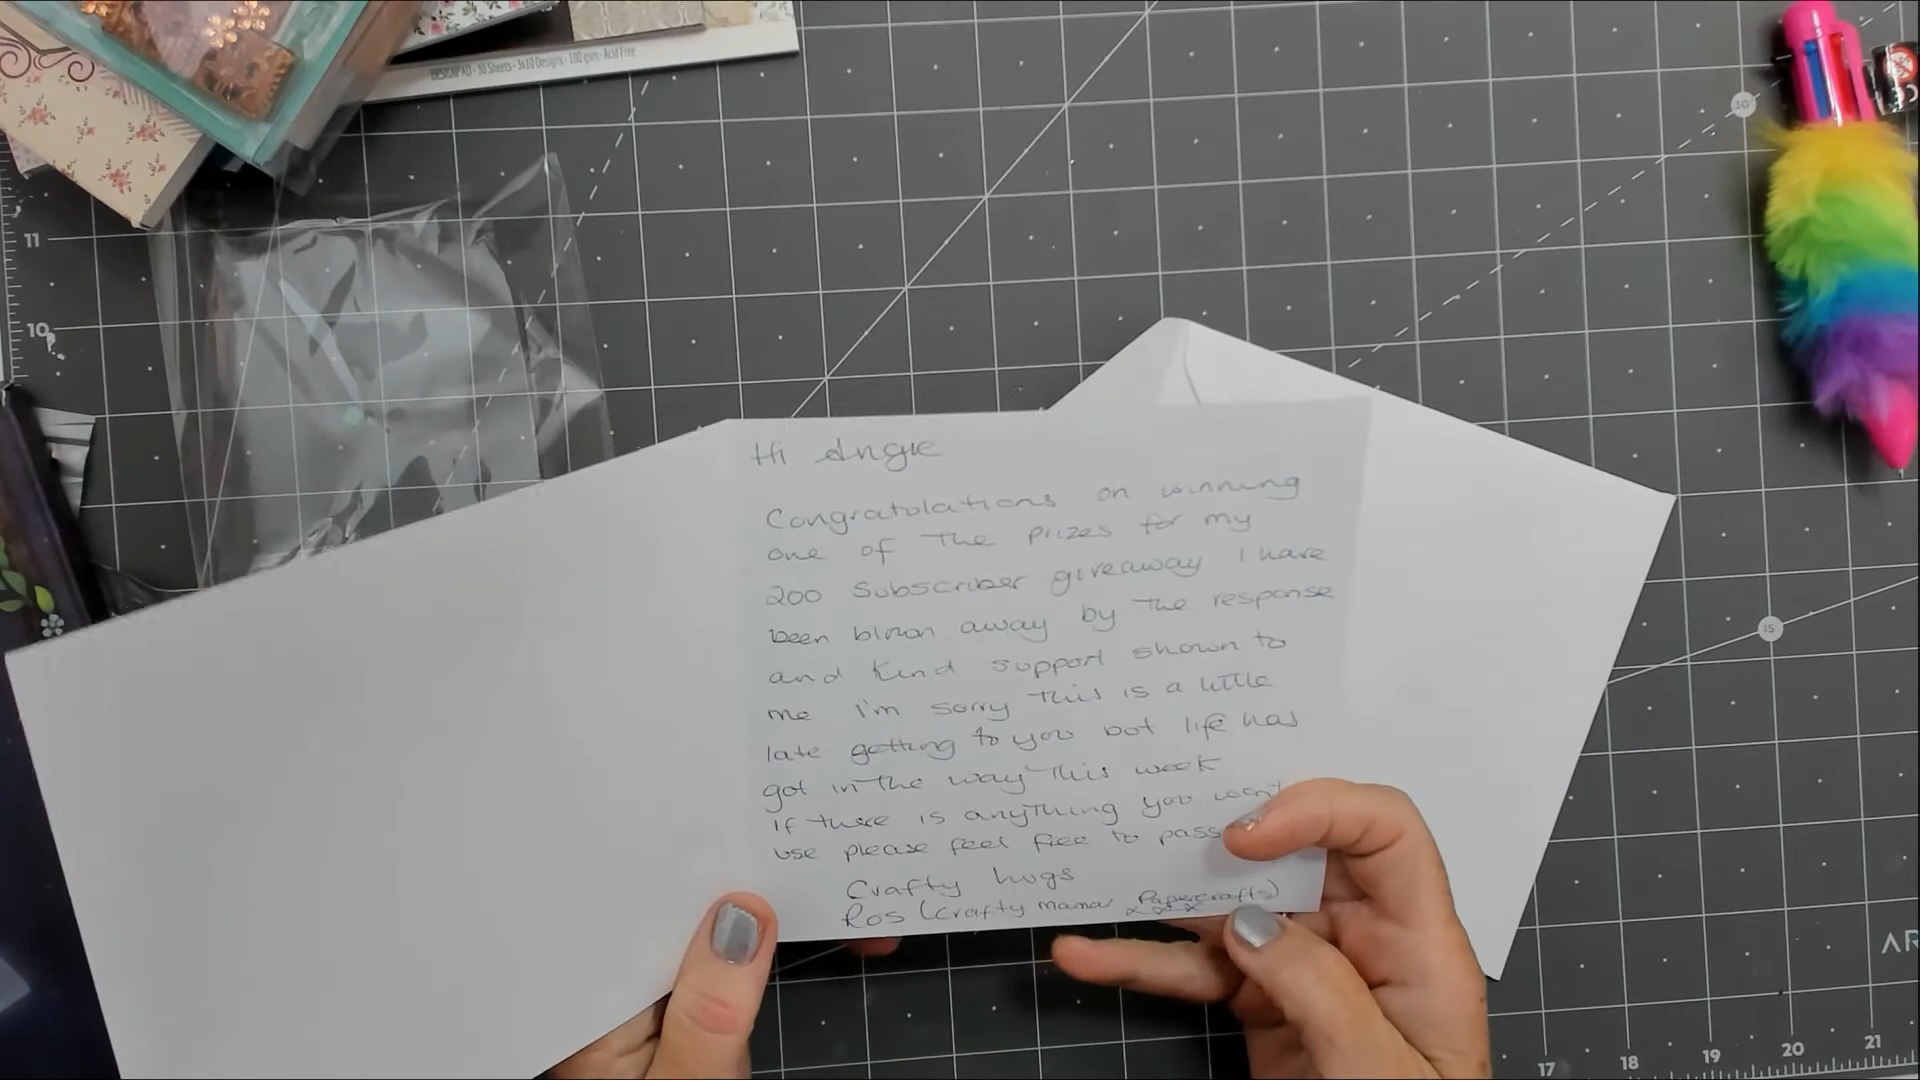 DESIGNPAD - 30 Sheets - 3x10 Designs - 180 gsm - Acid Free
11
10
30
15
Hi Angie
Congratulations on winning
one of the prizes for my
200 Subscriber giveaway I have
been blown away by the response
and kind support shown to
me I'm sorry this is a little
late getting to you but life has
got in the way this week
If there is anything you won't
use please feel free to pass
Crafty hugs
Ros (Crafty Mama Papercrafts)
xxx
AR
17 18 19 20 21